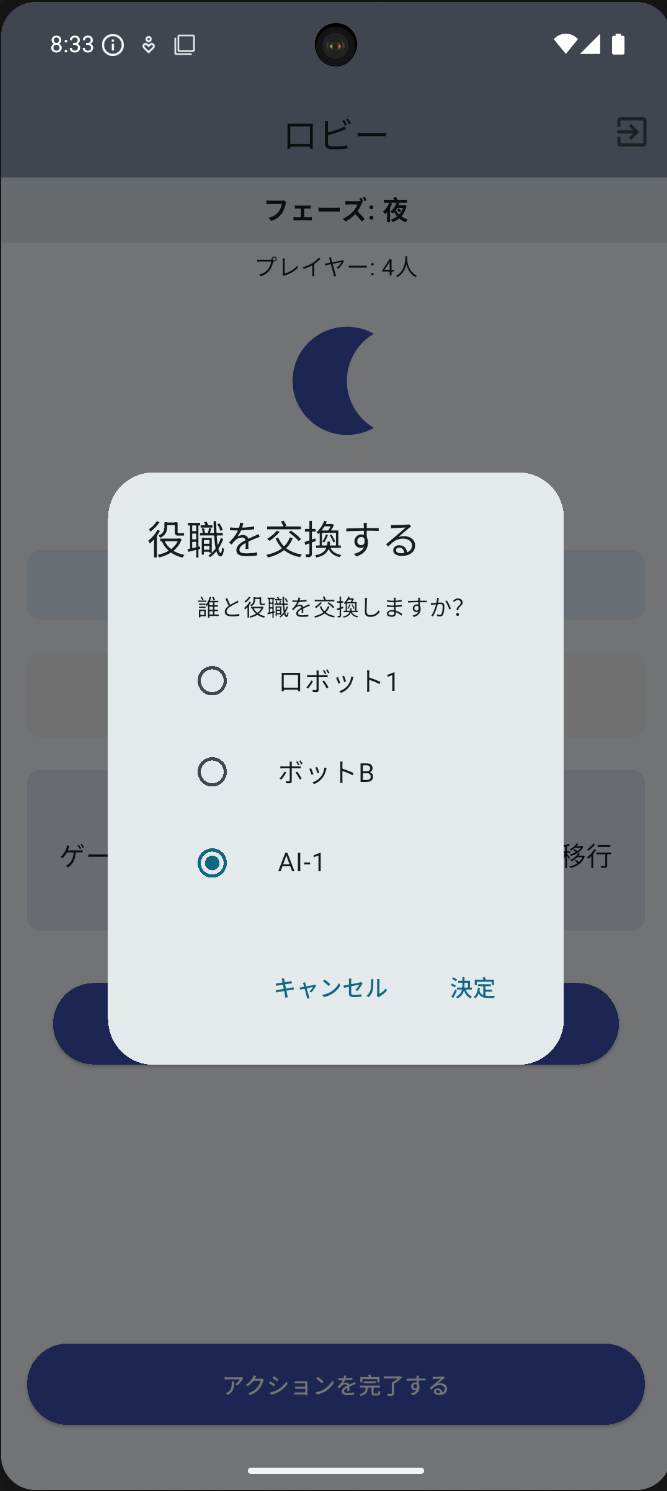 8:33
ロビー
フェーズ: 夜
プレイヤー: 4人
役職を交換する
誰と役職を交換しますか?
ロボット1
ボットB
AI-1
ゲー
移行
キャンセル
決定
アクションを完了する